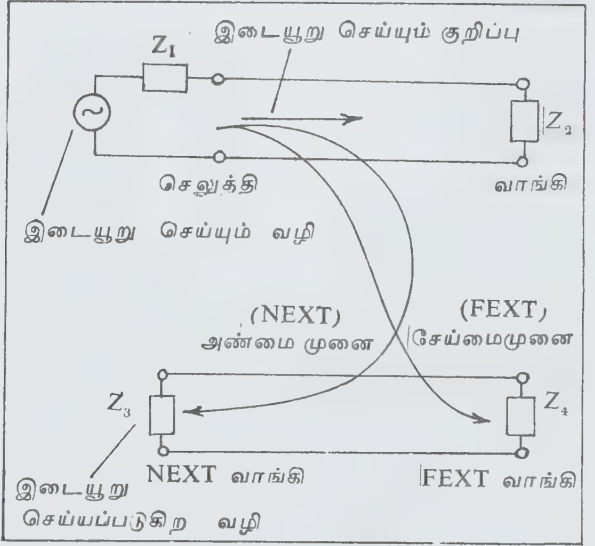 இடையூறு செய்யும் குறிப்பு
Z₁
Z₂
செலுத்தி
வாங்கி
இடையூறு செய்யும் வழி
(NEXT)
அண்மை முனை
(FEXT)
சேய்மைமுனை
Z₃
Z₄
NEXT வாங்கி
FEXT வாங்கி
இடையூறு
செய்யப்படுகிற வழி